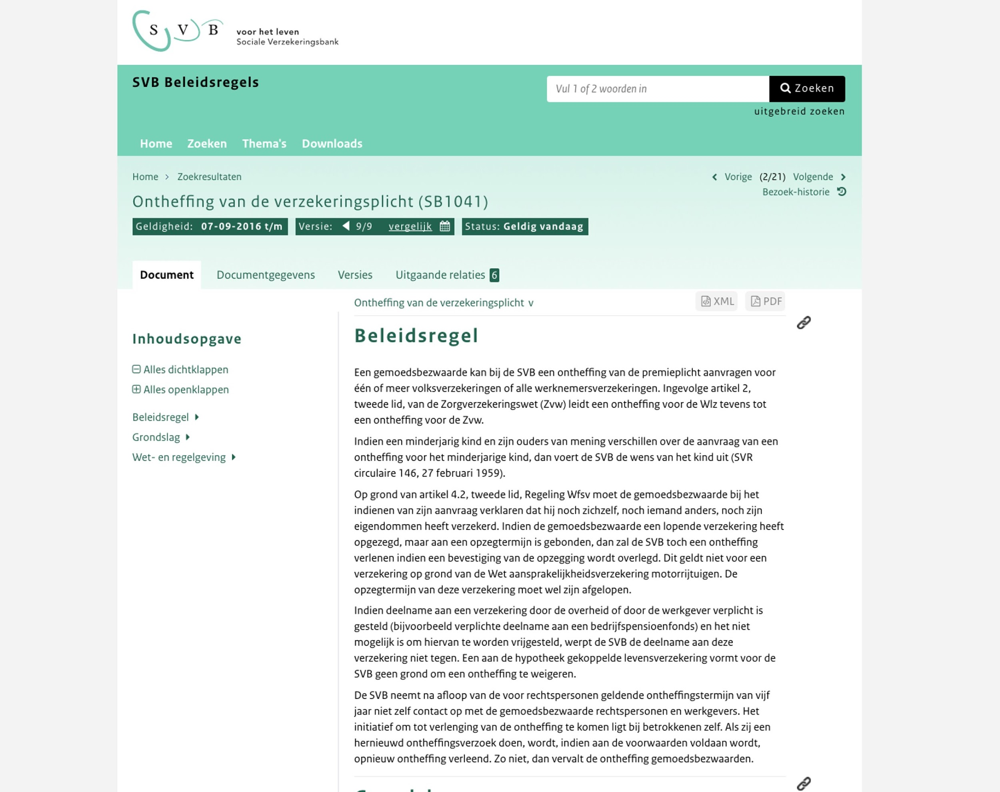 S V B
voor het leven
Sociale Verzekeringsbank
SVB Beleidsregels
Vul 1 of 2 woorden in
Zoeken
uitgebreid zoeken
Home Zoeken Thema's Downloads
Home > Zoekresultaten
Vorige (2/21) Volgende
Bezoek-historie
Ontheffing van de verzekeringsplicht (SB1041)
Geldigheid: 07-09-2016 t/m Versie: 9/9 vergelijk Status: Geldig vandaag
Document Documentgegevens Versies Uitgaande relaties 6
Ontheffing van de verzekeringsplicht v
XML PDF
Inhoudsopgave
Alles dichtklappen
Alles openklappen
Beleidsregel
Grondslag
Wet- en regelgeving
Beleidsregel
Een gemoedsbezwaarde kan bij de SVB een ontheffing van de premieplicht aanvragen voor
één of meer volksverzekeringen of alle werknemersverzekeringen. Ingevolge artikel 2,
tweede lid, van de Zorgverzekeringswet (Zvw) leidt een ontheffing voor de Wlz tevens tot
een ontheffing voor de Zvw.
Indien een minderjarig kind en zijn ouders van mening verschillen over de aanvraag van een
ontheffing voor het minderjarige kind, dan voert de SVB de wens van het kind uit (SVR
circulaire 146, 27 februari 1959).
Op grond van artikel 4.2, tweede lid, Regeling Wfsv moet de gemoedsbezwaarde bij het
indienen van zijn aanvraag verklaren dat hij noch zichzelf, noch iemand anders, noch zijn
eigendommen heeft verzekerd. Indien de gemoedsbezwaarde een lopende verzekering heeft
opgezegd, maar aan een opzegtermijn is gebonden, dan zal de SVB toch een ontheffing
verlenen indien een bevestiging van de opzegging wordt overlegd. Dit geldt niet voor een
verzekering op grond van de Wet aansprakelijkheidsverzekering motorrijtuigen. De
opzegtermijn van deze verzekering moet wel zijn afgelopen.
Indien deelname aan een verzekering door de overheid of door de werkgever verplicht is
gesteld (bijvoorbeeld verplichte deelname aan een bedrijfspensioenfonds) en het niet
mogelijk is om hiervan te worden vrijgesteld, werpt de SVB de deelname aan deze
verzekering niet tegen. Een aan de hypotheek gekoppelde levensverzekering vormt voor de
SVB geen grond om een ontheffing te weigeren.
De SVB neemt na afloop van de voor rechtspersonen geldende ontheffingstermijn van vijf
jaar niet zelf contact op met de gemoedsbezwaarde rechtspersonen en werkgevers. Het
initiatief om tot verlenging van de ontheffing te komen ligt bij betrokkenen zelf. Als zij een
hernieuwd ontheffingsverzoek doen, wordt, indien aan de voorwaarden voldaan wordt,
opnieuw ontheffing verleend. Zo niet, dan vervalt de ontheffing gemoedsbezwaarden.